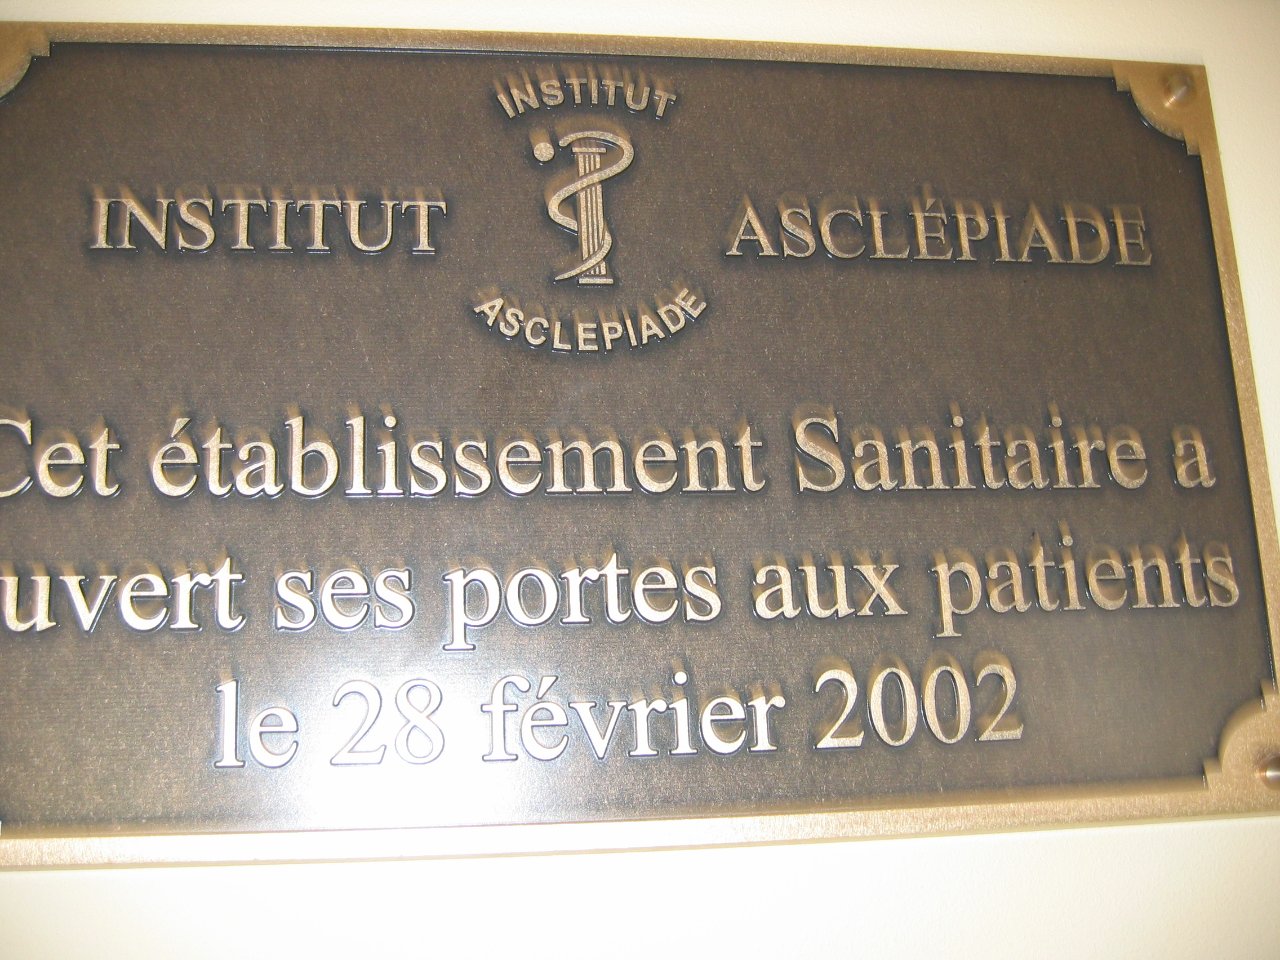 INSTITUT
INSTITUT ASCLÉPIADE
ASCLEPIADE
Cet établissement Sanitaire a
uvert ses portes aux patients
le 28 février 2002